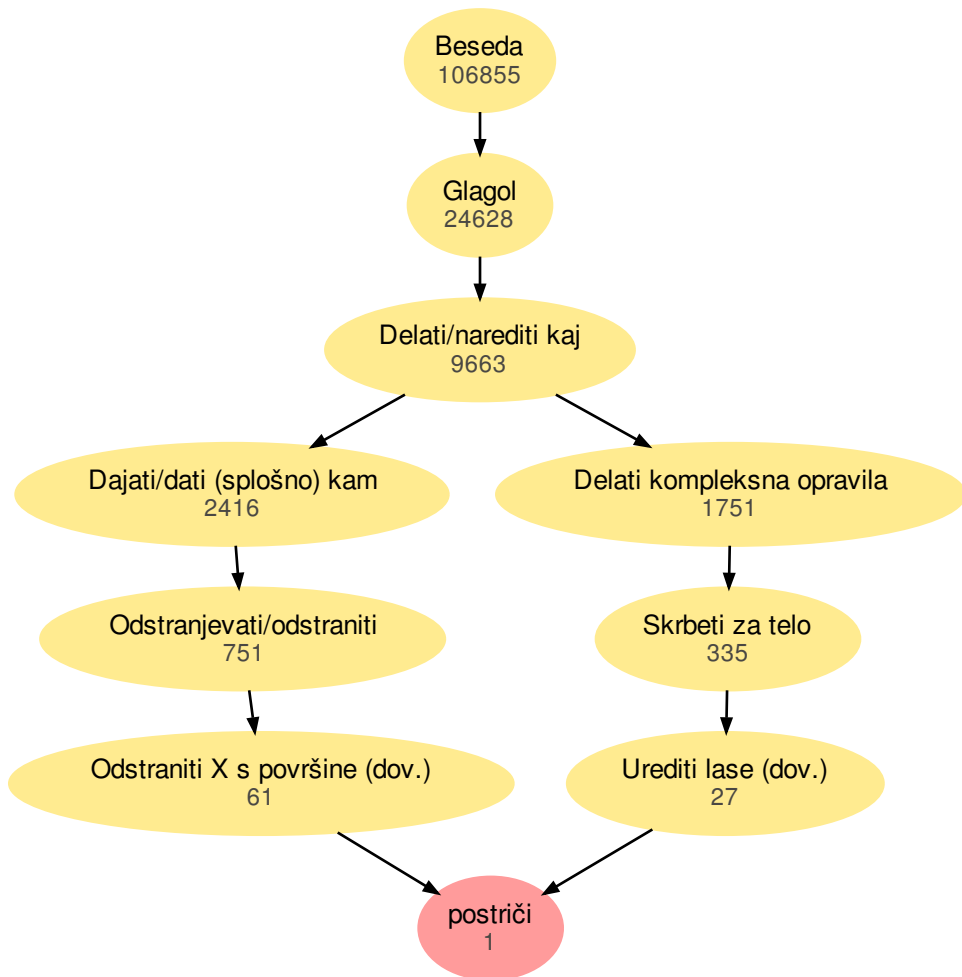 Beseda
106855
Glagol
24628
Delati/narediti kaj
9663
Dajati/dati (splošno) kam
2416
Delati kompleksna opravila
1751
Odstranjevati/odstraniti
751
Skrbeti za telo
335
Odstraniti X s površine (dov.)
61
Urediti lase (dov.)
27
postriči
1